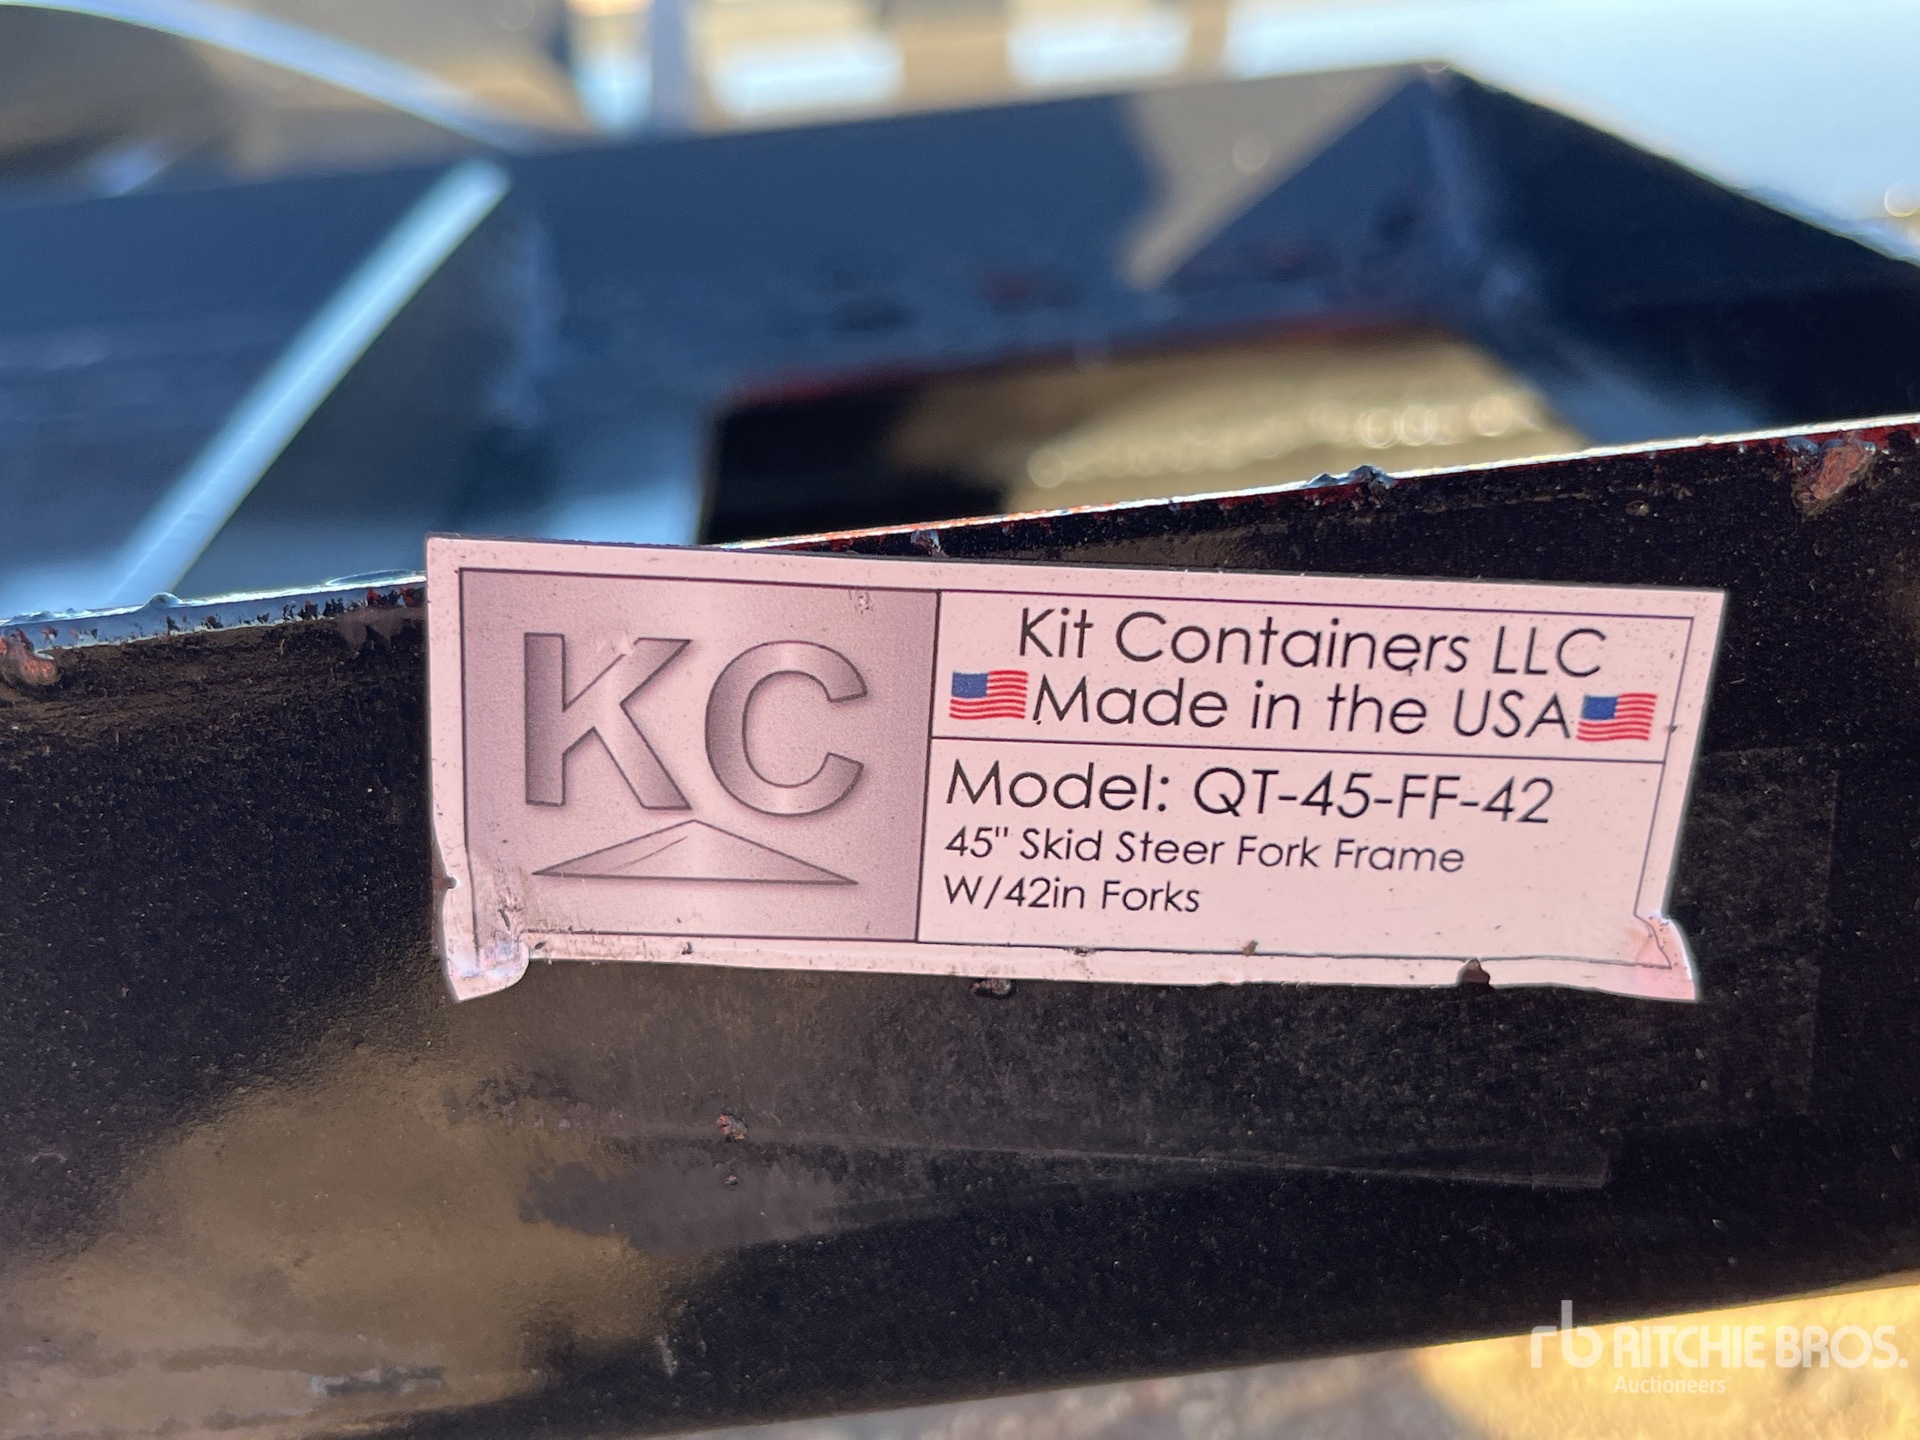 KC
Kit Containers LLC
Made in the USA
Model: QT-45-FF-42
45" Skid Steer Fork Frame
W/42in Forks
rb RITCHIE BROS.
Auctioneers